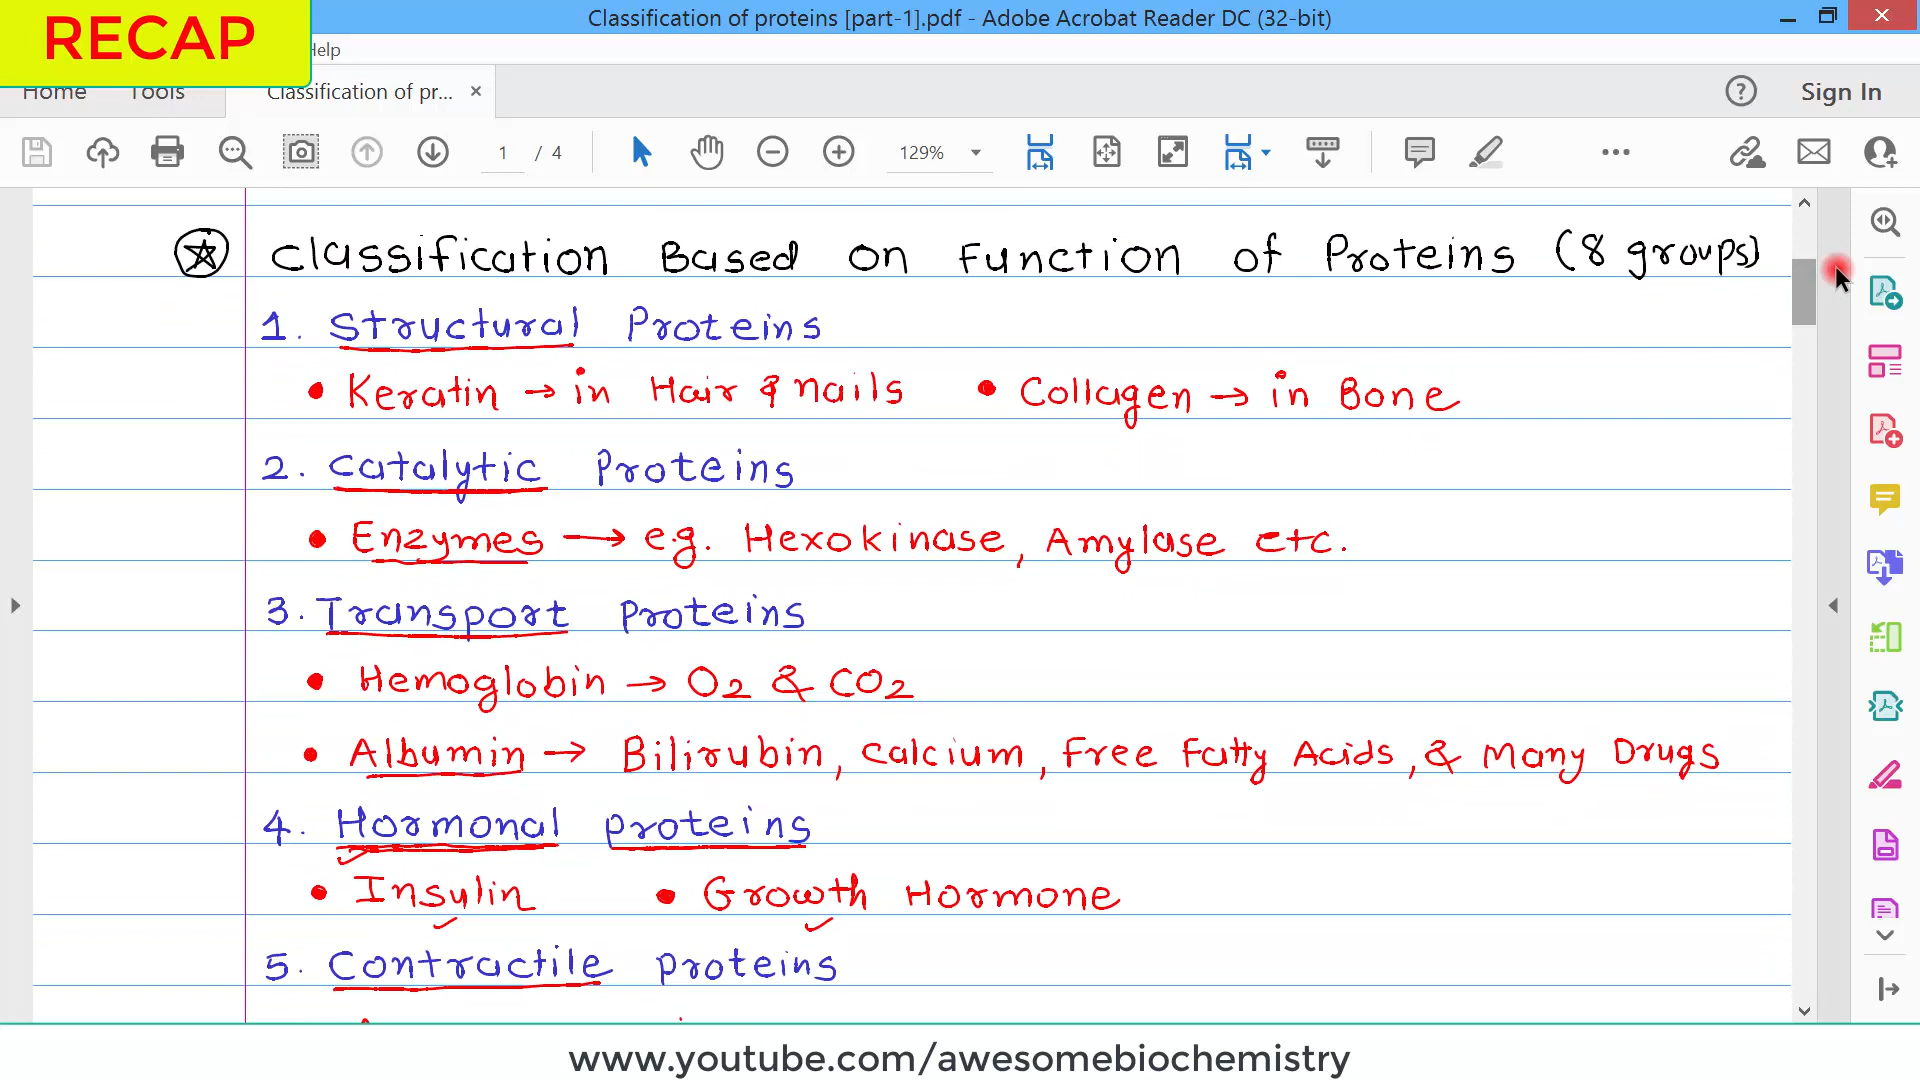 RECAP
Classification of proteins [part-1].pdf - Adobe Acrobat Reader DC (32-bit)
Help
Home Tools Classification of pr... × Sign In
1 / 4 129%
Classification Based on Function of Proteins (8 groups)
1. Structural Proteins
• Keratin → in Hair & nails • Collagen → in Bone
2. Catalytic Proteins
• Enzymes → e.g. Hexokinase, Amylase etc.
3. Transport Proteins
• Hemoglobin → O2 & CO2
• Albumin → Bilirubin, Calcium, Free Fatty Acids, & Many Drugs
4. Hormonal proteins
• Insulin • Growth Hormone
5. Contractile proteins
www.youtube.com/awesomebiochemistry